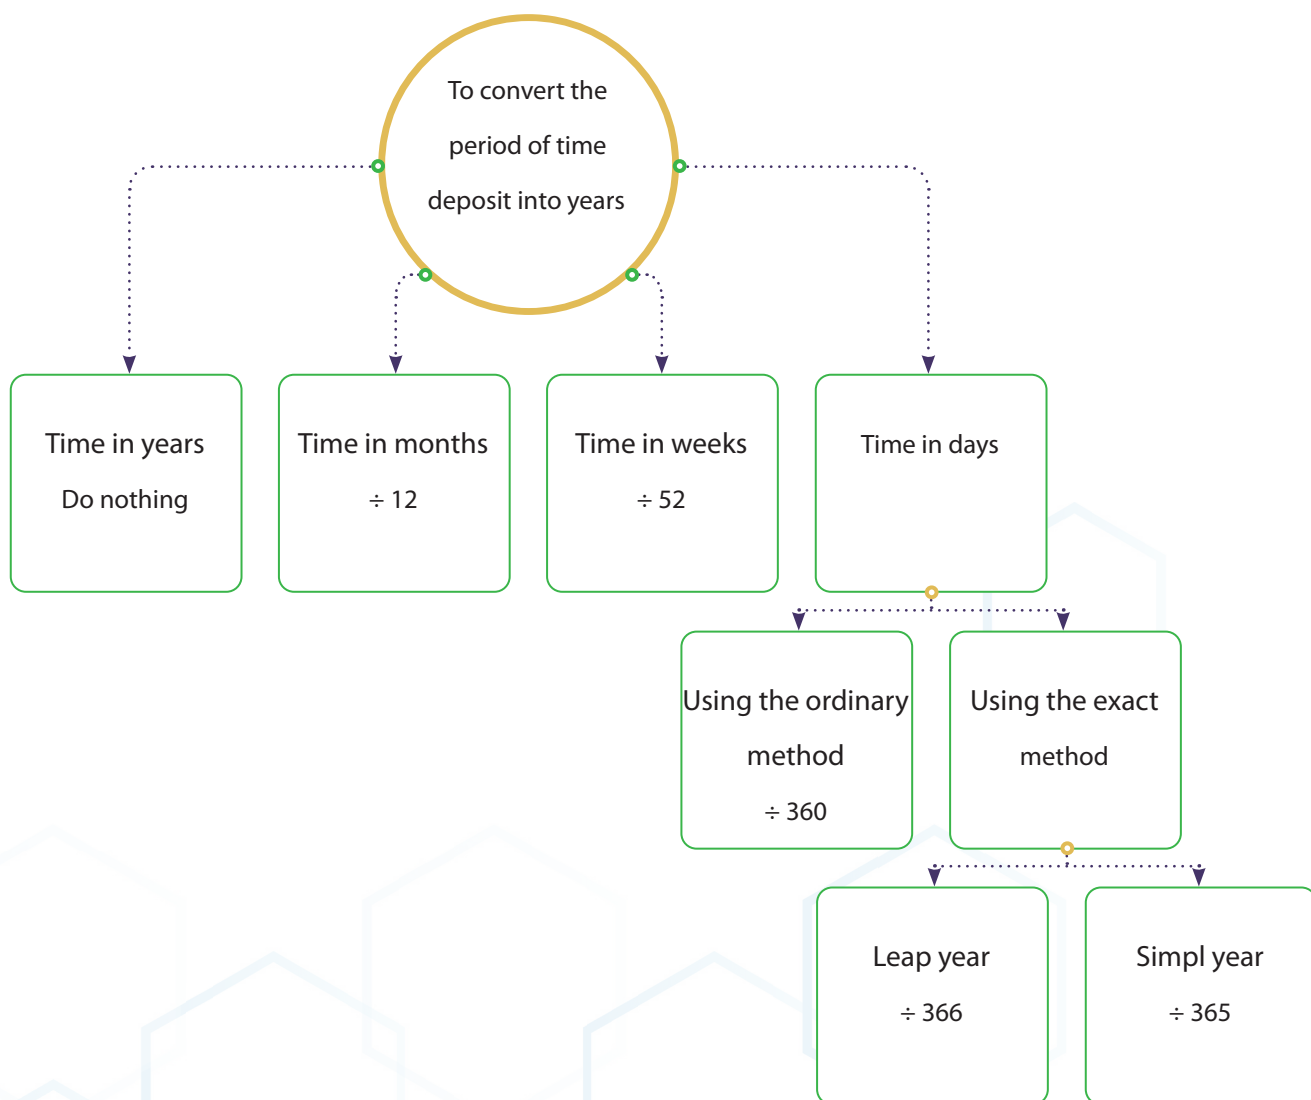 To convert the
period of time
deposit into years
Time in years
Do nothing
Time in months
÷ 12
Time in weeks
÷ 52
Time in days
Using the ordinary
method
÷ 360
Using the exact
method
Leap year
÷ 366
Simpl year
÷ 365